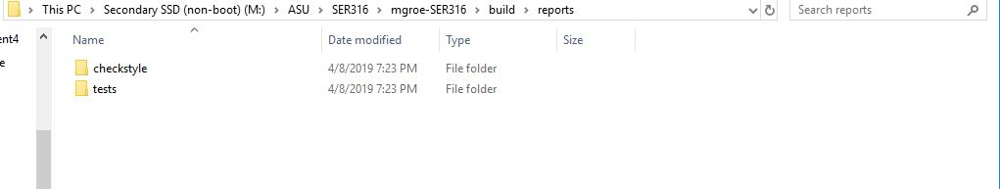 This PC > Secondary SSD (non-boot) (M:) > ASU > SER316 > mgroe-SER316 > build > reports
Search reports
ent4
e
Name Date modified Type Size
checkstyle 4/8/2019 7:23 PM File folder
tests 4/8/2019 7:23 PM File folder